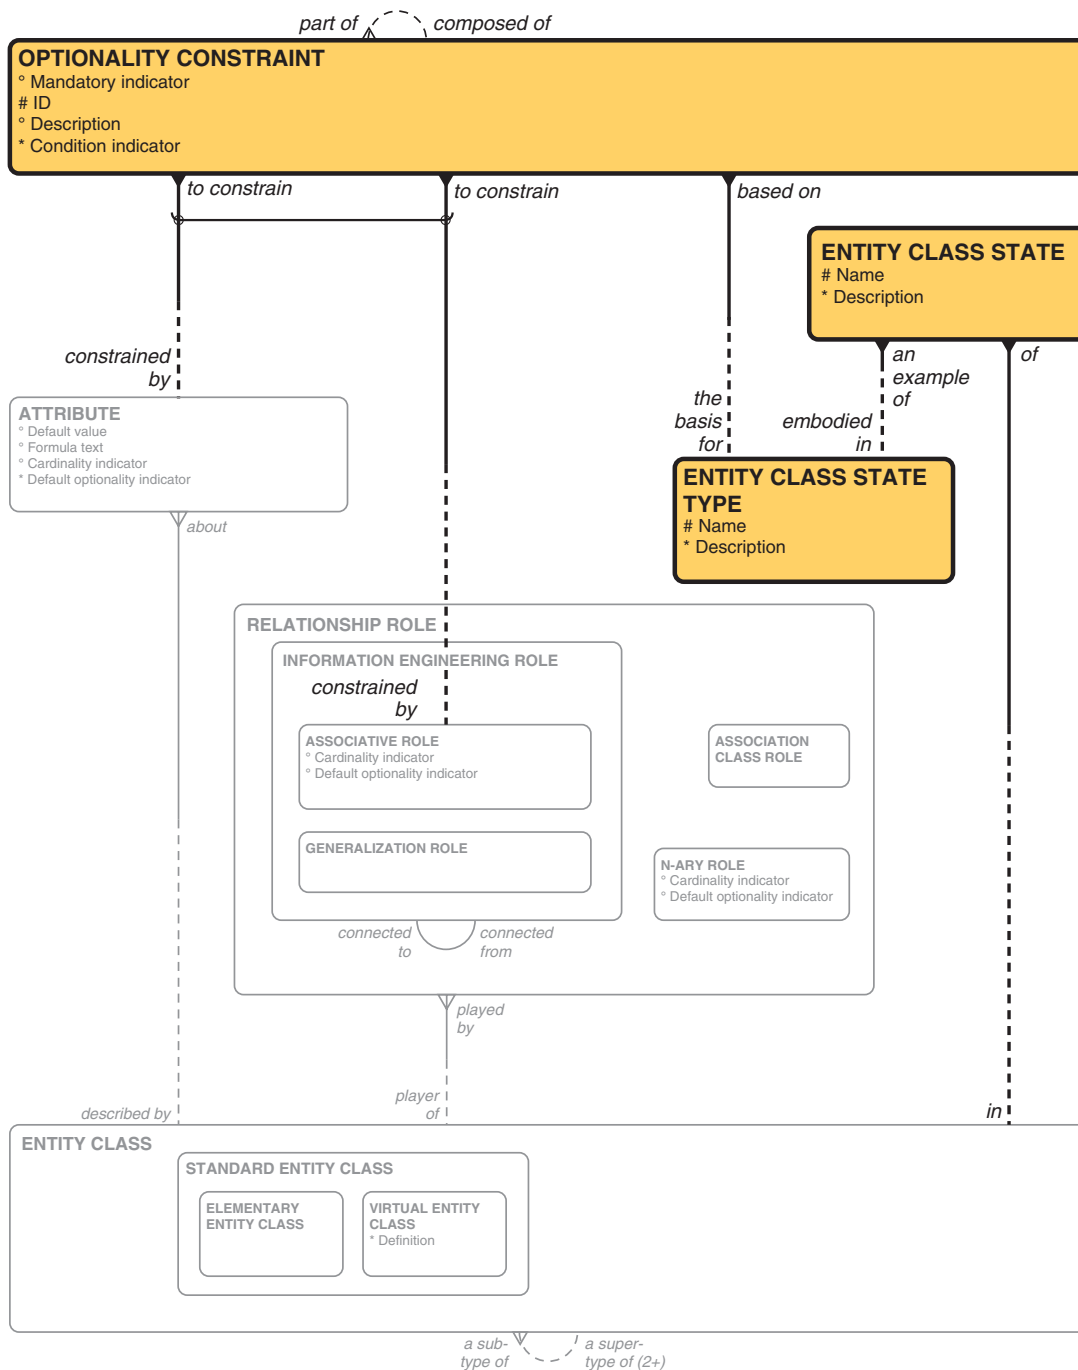 part of
composed of
OPTIONALITY CONSTRAINT
° Mandatory indicator
# ID
° Description
* Condition indicator
to constrain
to constrain
based on
ENTITY CLASS STATE
# Name
* Description
constrained
by
an
example
of
of
the
basis
for
embodied
in
ATTRIBUTE
° Default value
° Formula text
° Cardinality indicator
* Default optionality indicator
about
ENTITY CLASS STATE
TYPE
# Name
* Description
RELATIONSHIP ROLE
INFORMATION ENGINEERING ROLE
constrained
by
ASSOCIATIVE ROLE
° Cardinality indicator
° Default optionality indicator
ASSOCIATION
CLASS ROLE
GENERALIZATION ROLE
N-ARY ROLE
° Cardinality indicator
° Default optionality indicator
connected
to
connected
from
played
by
player
of
described by
in
ENTITY CLASS
STANDARD ENTITY CLASS
ELEMENTARY
ENTITY CLASS
VIRTUAL ENTITY
CLASS
* Definition
a sub-
type of
a super-
type of (2+)